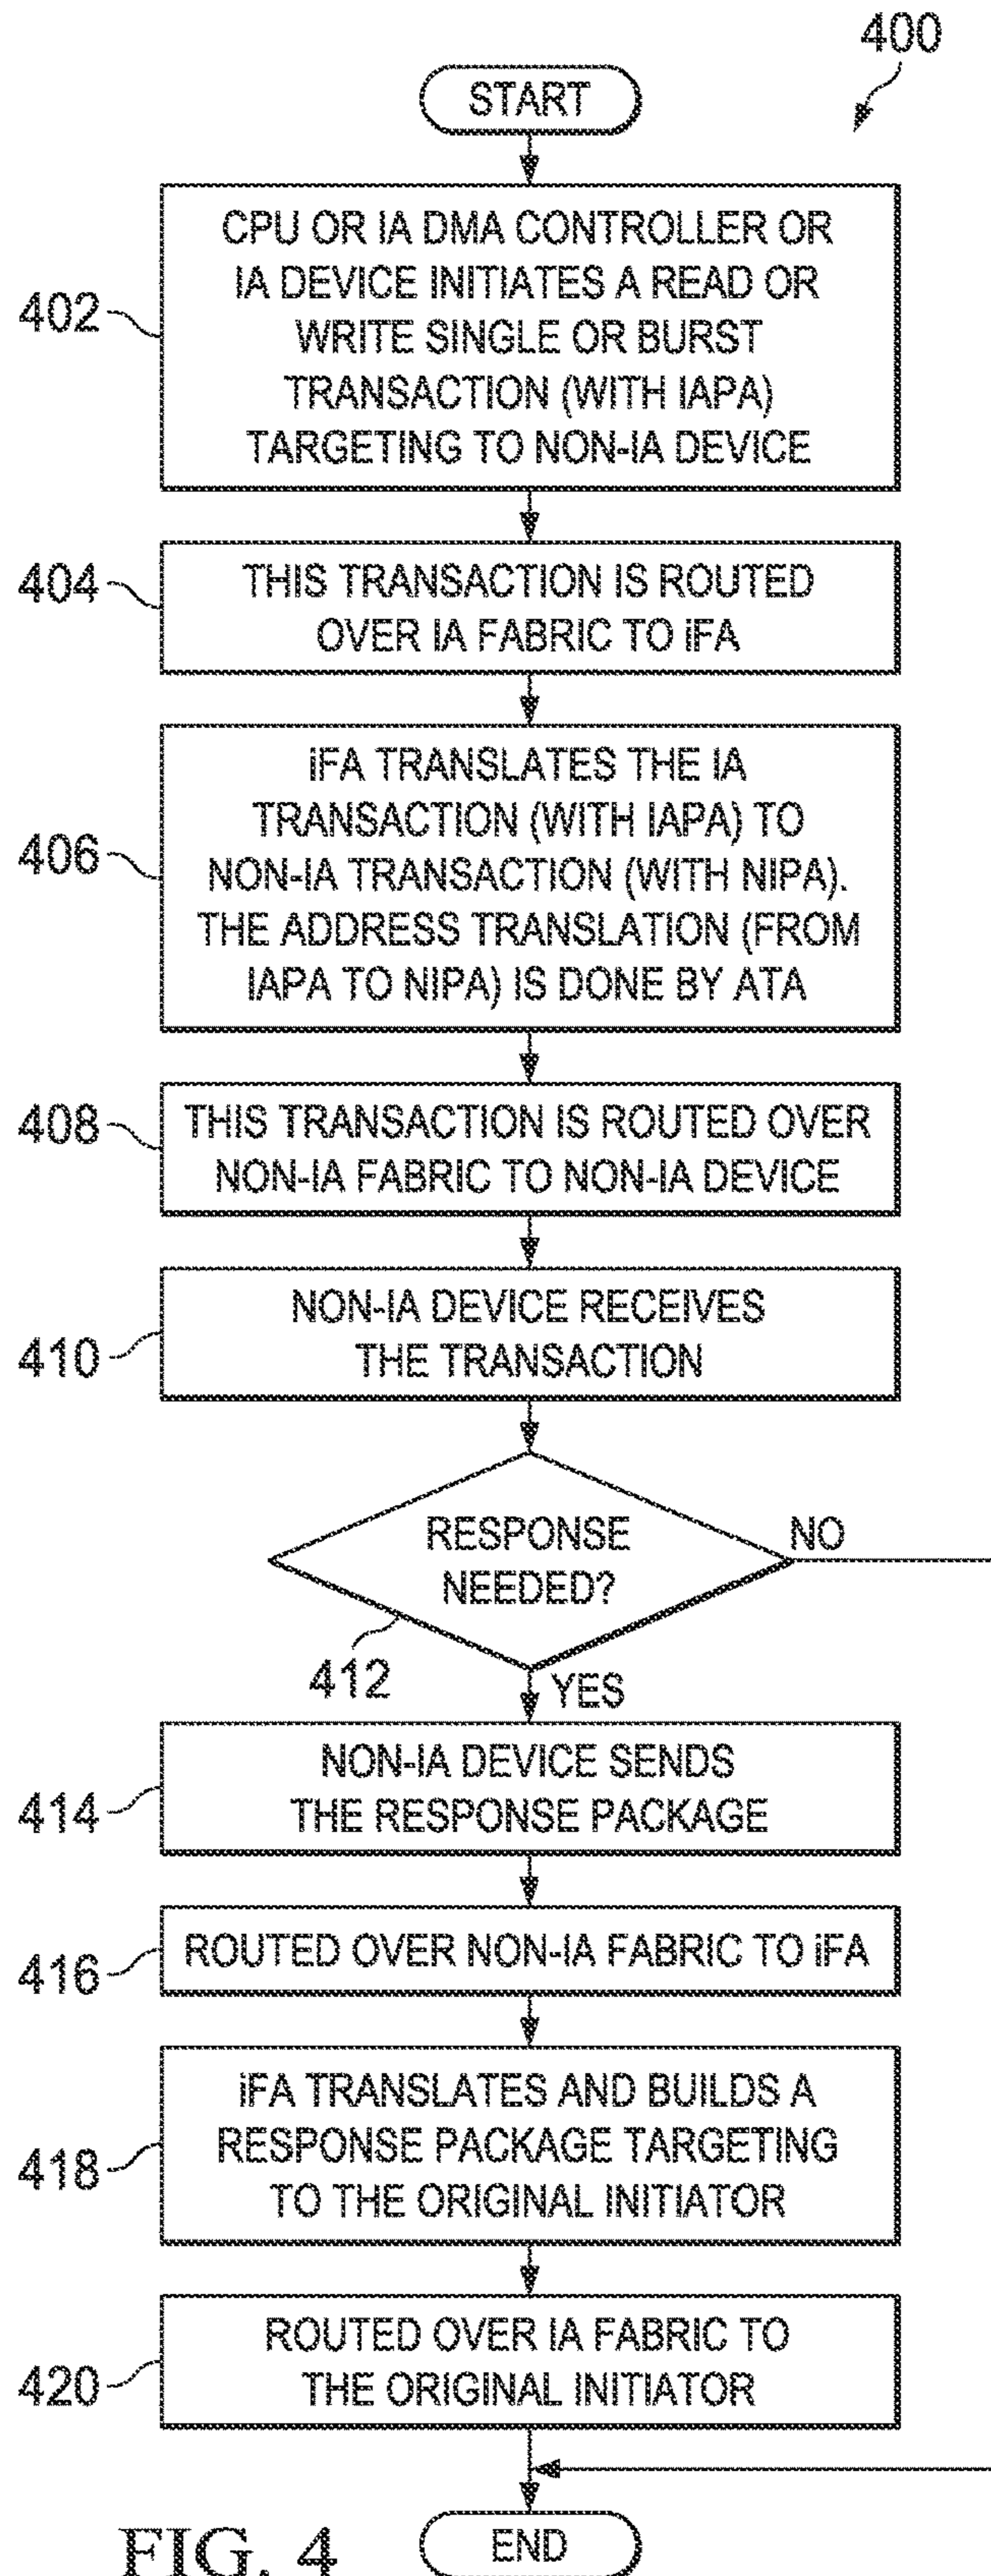 400
START
402
CPU OR IA DMA CONTROLLER OR
IA DEVICE INITIATES A READ OR
WRITE SINGLE OR BURST
TRANSACTION (WITH IAPA)
TARGETING TO NON-IA DEVICE
404
THIS TRANSACTION IS ROUTED
OVER IA FABRIC TO iFA
406
iFA TRANSLATES THE IA
TRANSACTION (WITH IAPA) TO
NON-IA TRANSACTION (WITH NIPA).
THE ADDRESS TRANSLATION (FROM
IAPA TO NIPA) IS DONE BY ATA
408
THIS TRANSACTION IS ROUTED OVER
NON-IA FABRIC TO NON-IA DEVICE
410
NON-IA DEVICE RECEIVES
THE TRANSACTION
RESPONSE
NEEDED?
NO
412
YES
414
NON-IA DEVICE SENDS
THE RESPONSE PACKAGE
416
ROUTED OVER NON-IA FABRIC TO iFA
418
iFA TRANSLATES AND BUILDS A
RESPONSE PACKAGE TARGETING
TO THE ORIGINAL INITIATOR
420
ROUTED OVER IA FABRIC TO
THE ORIGINAL INITIATOR
END
FIG. 4